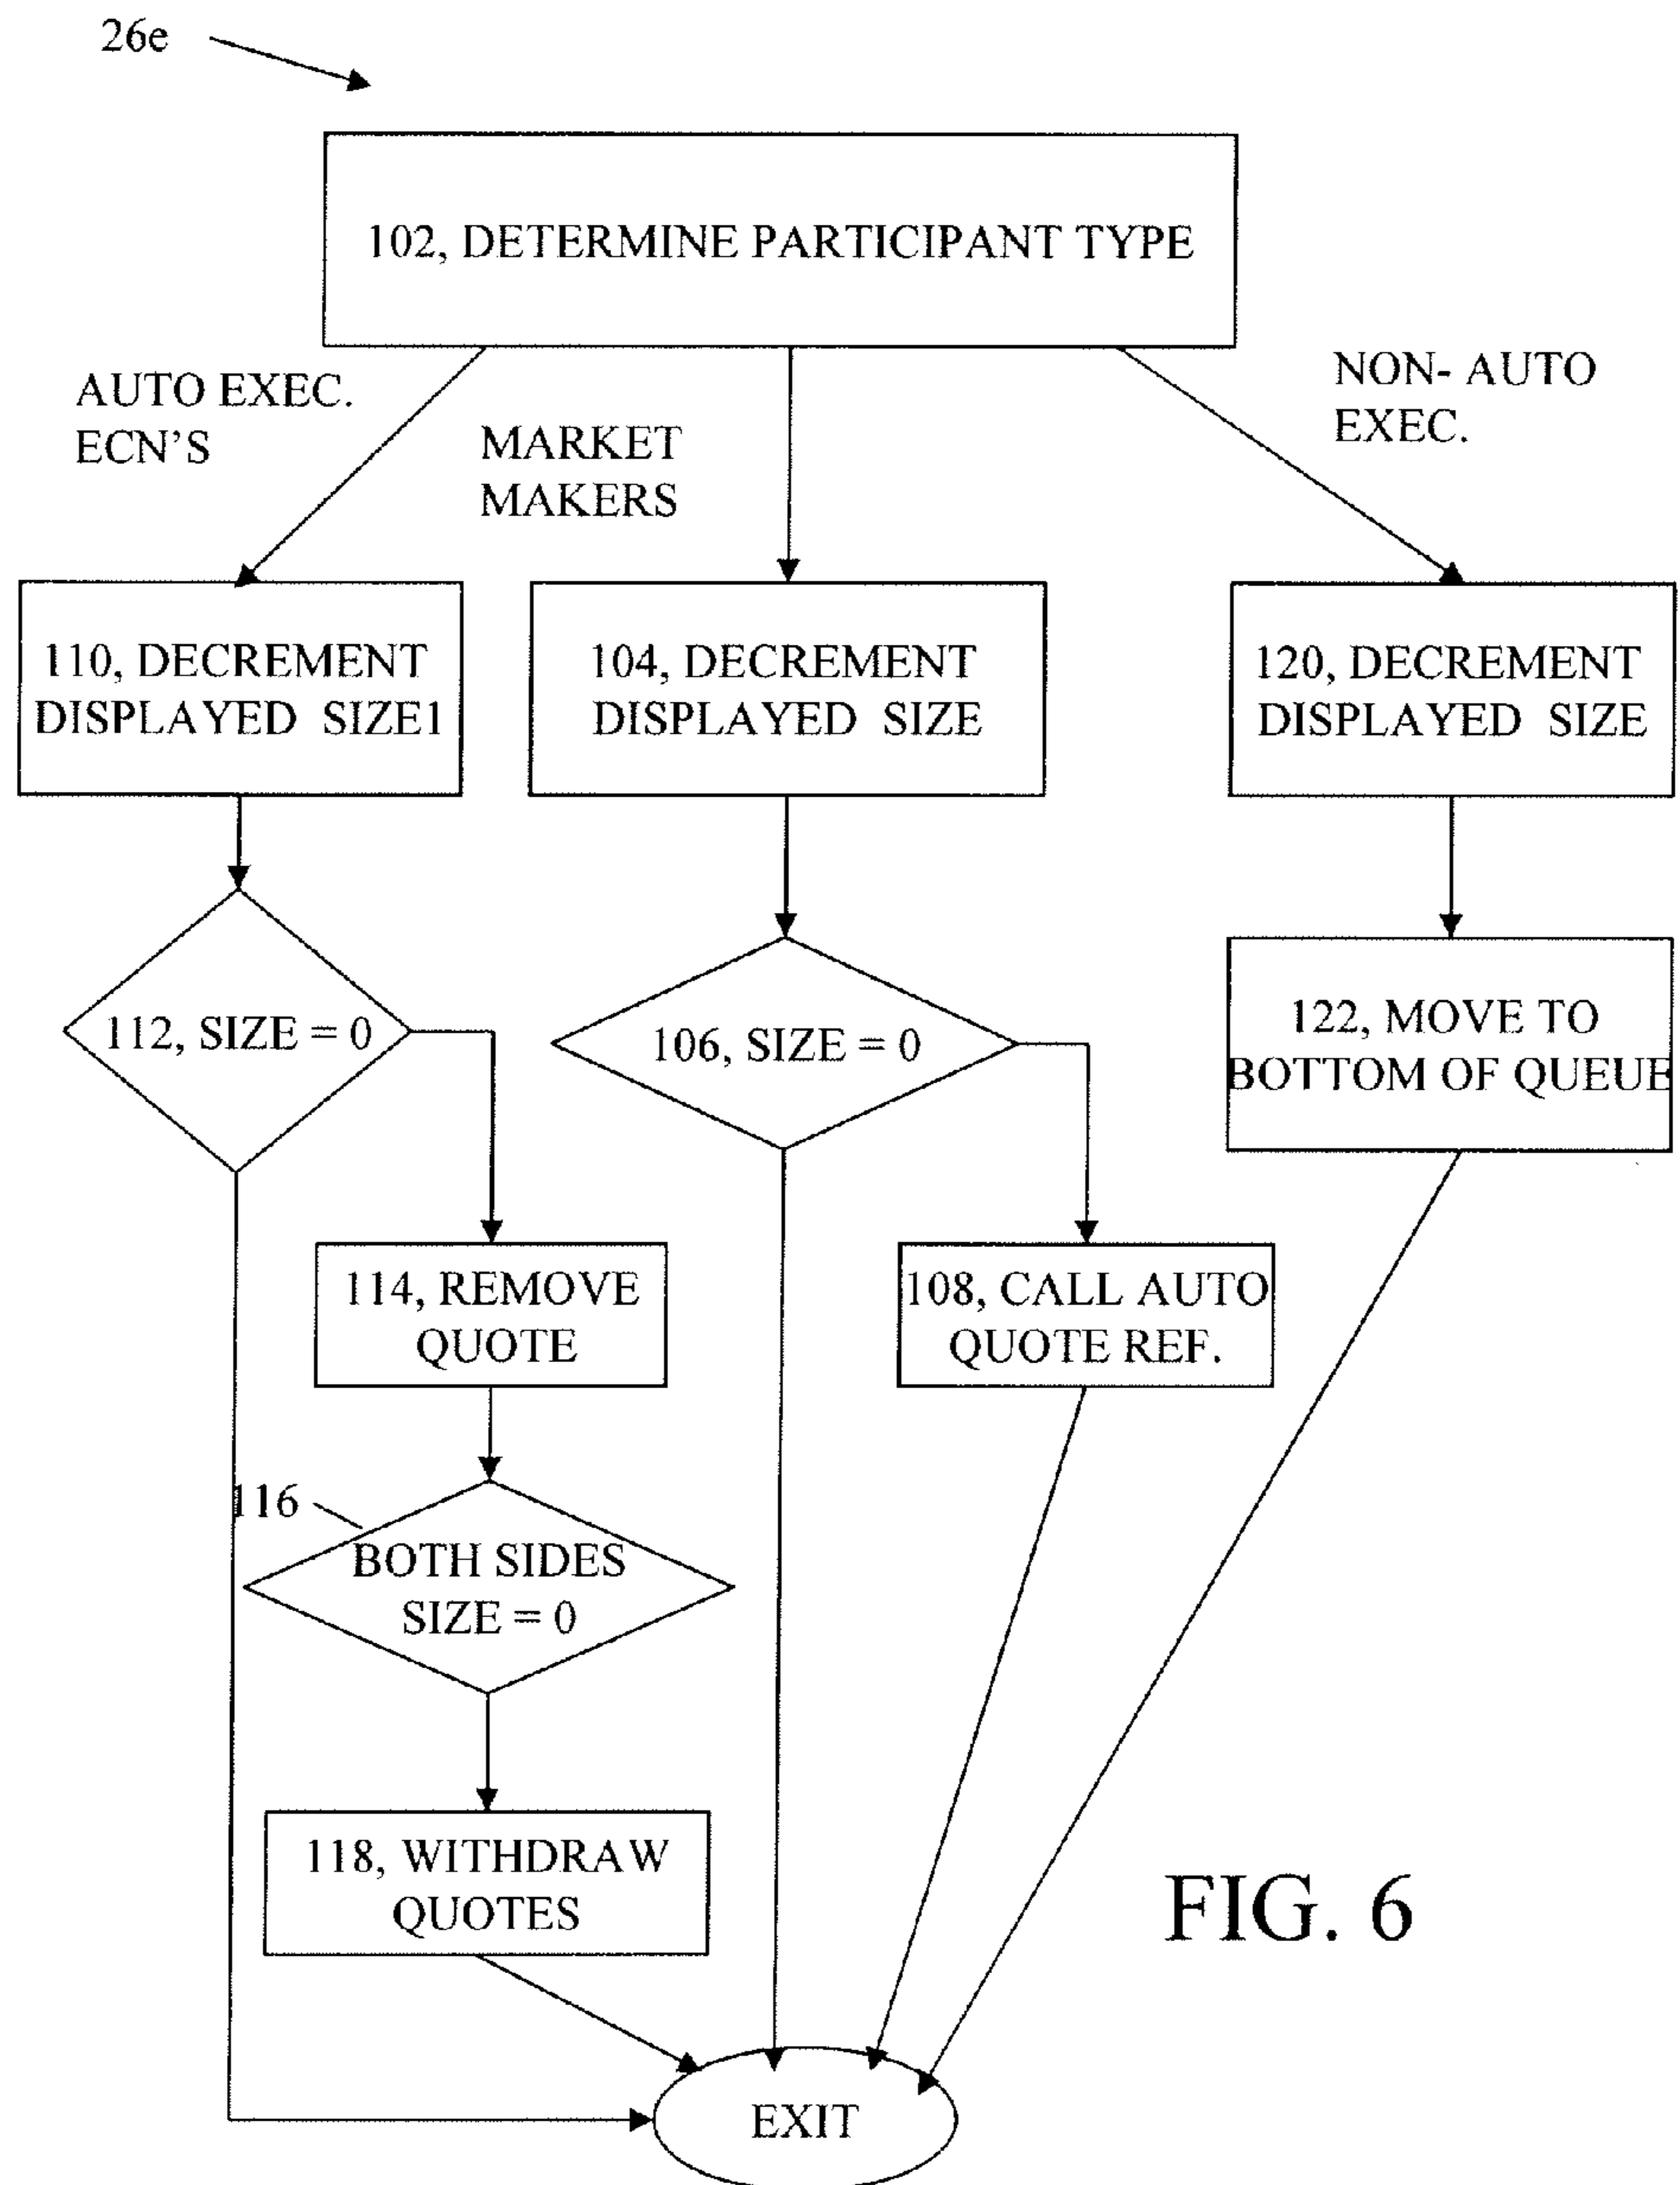 26e
102, DETERMINE PARTICIPANT TYPE
AUTO EXEC.
ECN'S
MARKET
MAKERS
NON- AUTO
EXEC.
110, DECREMENT
DISPLAYED SIZE1
104, DECREMENT
DISPLAYED SIZE
120, DECREMENT
DISPLAYED SIZE
112, SIZE = 0
106, SIZE = 0
122, MOVE TO
BOTTOM OF QUEUE
114, REMOVE
QUOTE
108, CALL AUTO
QUOTE REF.
116
BOTH SIDES
SIZE = 0
118, WITHDRAW
QUOTES
FIG. 6
EXIT